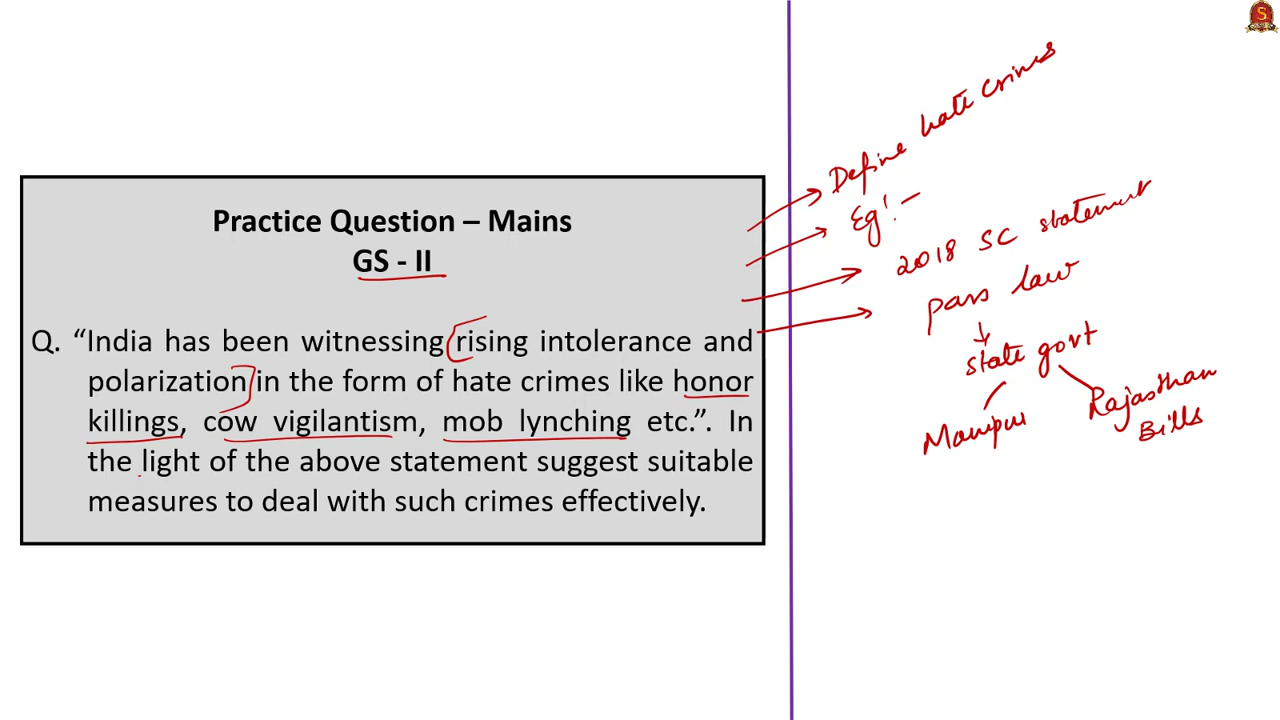 Practice Question – Mains
GS - II
Q. “India has been witnessing rising intolerance and
polarization in the form of hate crimes like honor
killings, cow vigilantism, mob lynching etc.”. In
the light of the above statement suggest suitable
measures to deal with such crimes effectively.
Define hate crimes
Eg:-
2018 SC statement
pass law
state govt
Manipur
Rajasthan
Bills
S